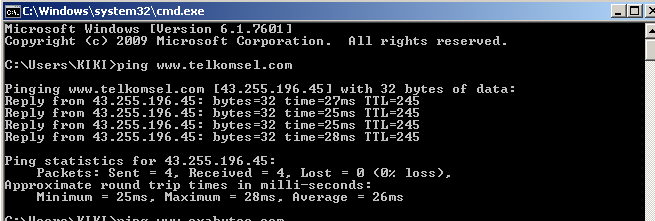 C:\Windows\system32\cmd.exe
Microsoft Windows [Version 6.1.7601]
Copyright (c) 2009 Microsoft Corporation.  All rights reserved.
C:\Users\KIKI>ping www.telkomsel.com
Pinging www.telkomsel.com [43.255.196.45] with 32 bytes of data:
Reply from 43.255.196.45: bytes=32 time=27ms TTL=245
Reply from 43.255.196.45: bytes=32 time=25ms TTL=245
Reply from 43.255.196.45: bytes=32 time=25ms TTL=245
Reply from 43.255.196.45: bytes=32 time=28ms TTL=245
Ping statistics for 43.255.196.45:
    Packets: Sent = 4, Received = 4, Lost = 0 (0% loss),
Approximate round trip times in milli-seconds:
    Minimum = 25ms, Maximum = 28ms, Average = 26ms
C:\Users\KIKI>ping www.exabytes.com